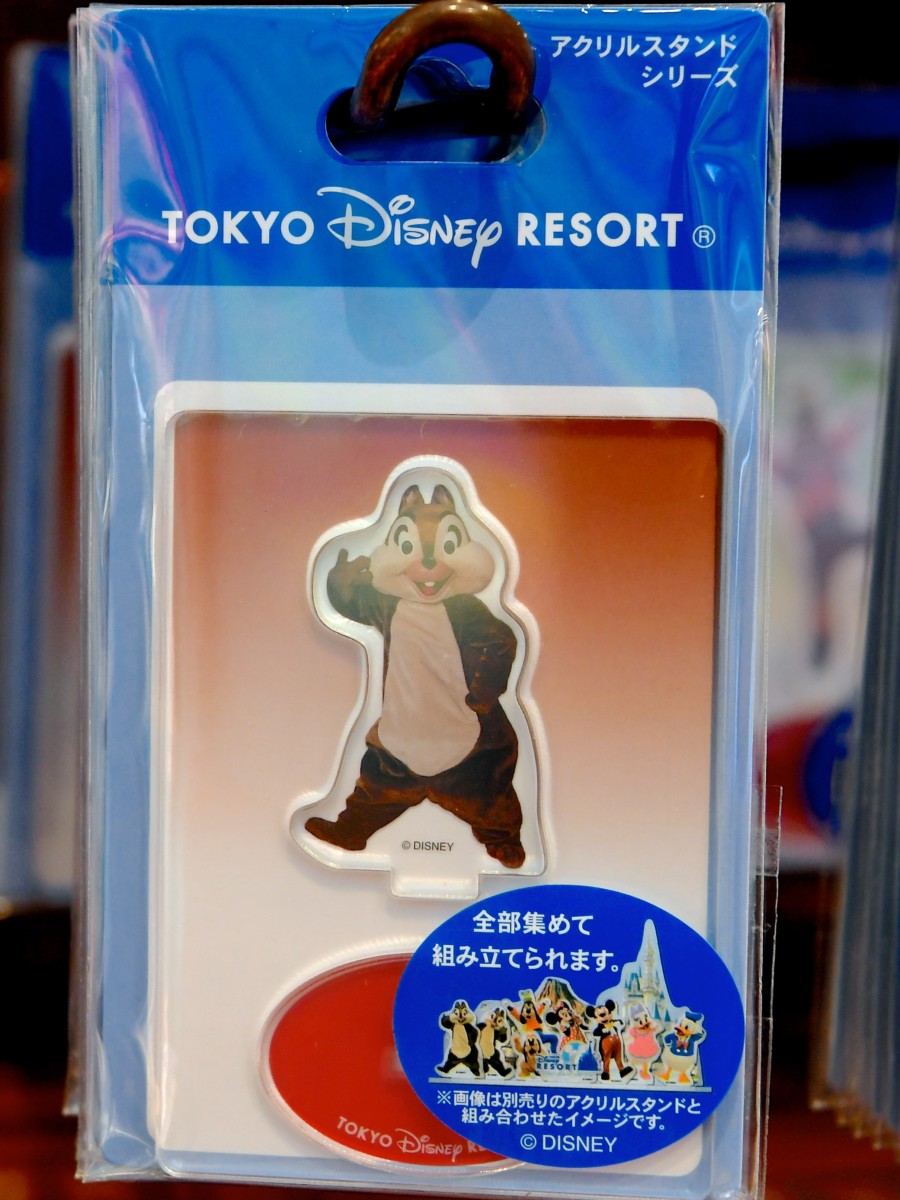 アクリルスタンド
シリーズ
TOKYO Disney RESORT ®
© DISNEY
全部集めて
組み立てられます。
RESORT
※画像は別売りのアクリルスタンドと
組み合わせたイメージです。
© DISNEY
TOKYO Disney RE